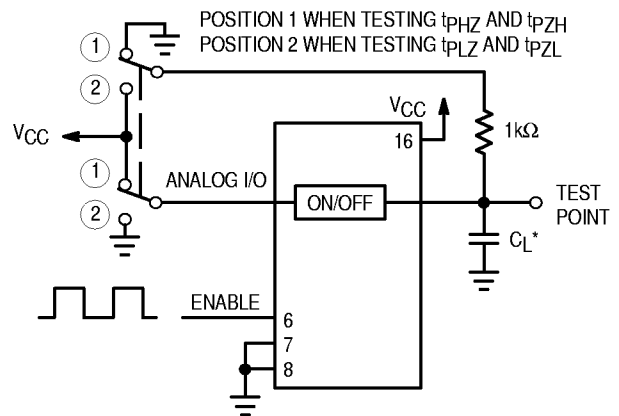 POSITION 1 WHEN TESTING tPHZ AND tPZH
POSITION 2 WHEN TESTING tPLZ AND tPZL
1
2
VCC
1
2
ANALOG I/O
VCC
16
1kΩ
ON/OFF
TEST
POINT
CL*
ENABLE
6
7
8